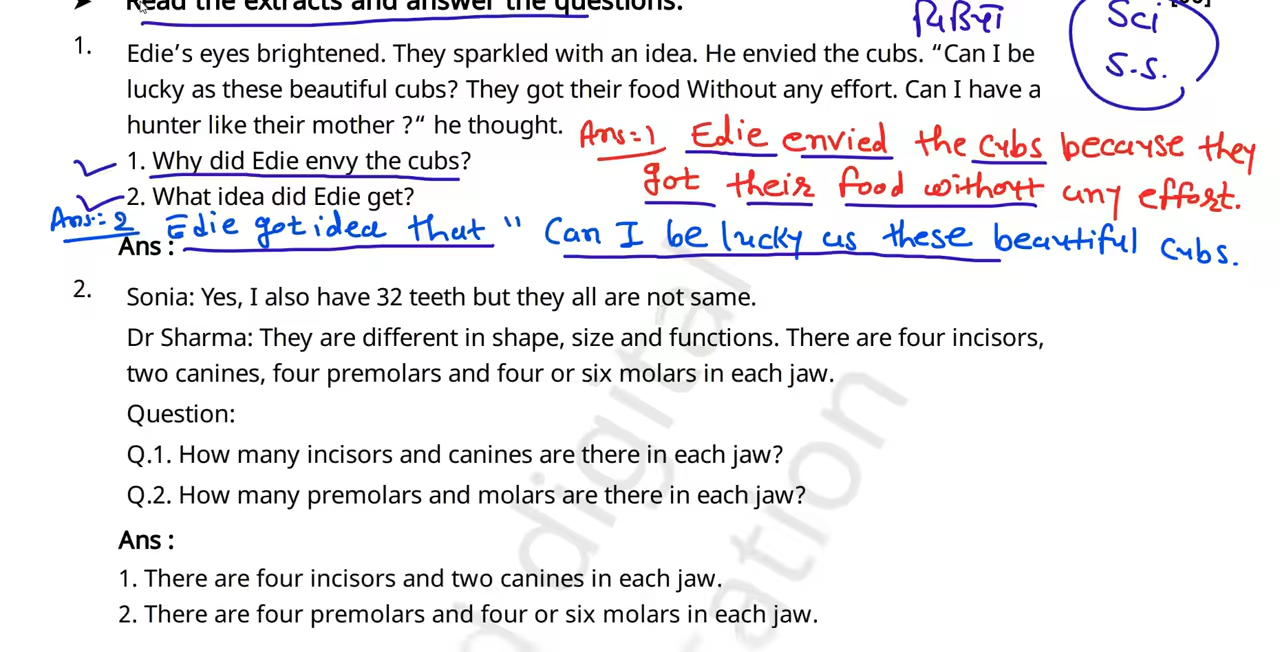 ➤ Read the extracts and answer the questions.
Sci
S.S.
1. Edie’s eyes brightened. They sparkled with an idea. He envied the cubs. “Can I be
lucky as these beautiful cubs? They got their food Without any effort. Can I have a
hunter like their mother ?“ he thought.
Ans:1 Edie envied the cubs because they
got their food without any effort.
1. Why did Edie envy the cubs?
2. What idea did Edie get?
Ans:2 Edie got idea that " Can I be lucky as these beautiful cubs.
Ans :
2. Sonia: Yes, I also have 32 teeth but they all are not same.
Dr Sharma: They are different in shape, size and functions. There are four incisors,
two canines, four premolars and four or six molars in each jaw.
Question:
Q.1. How many incisors and canines are there in each jaw?
Q.2. How many premolars and molars are there in each jaw?
Ans :
1. There are four incisors and two canines in each jaw.
2. There are four premolars and four or six molars in each jaw.
digital